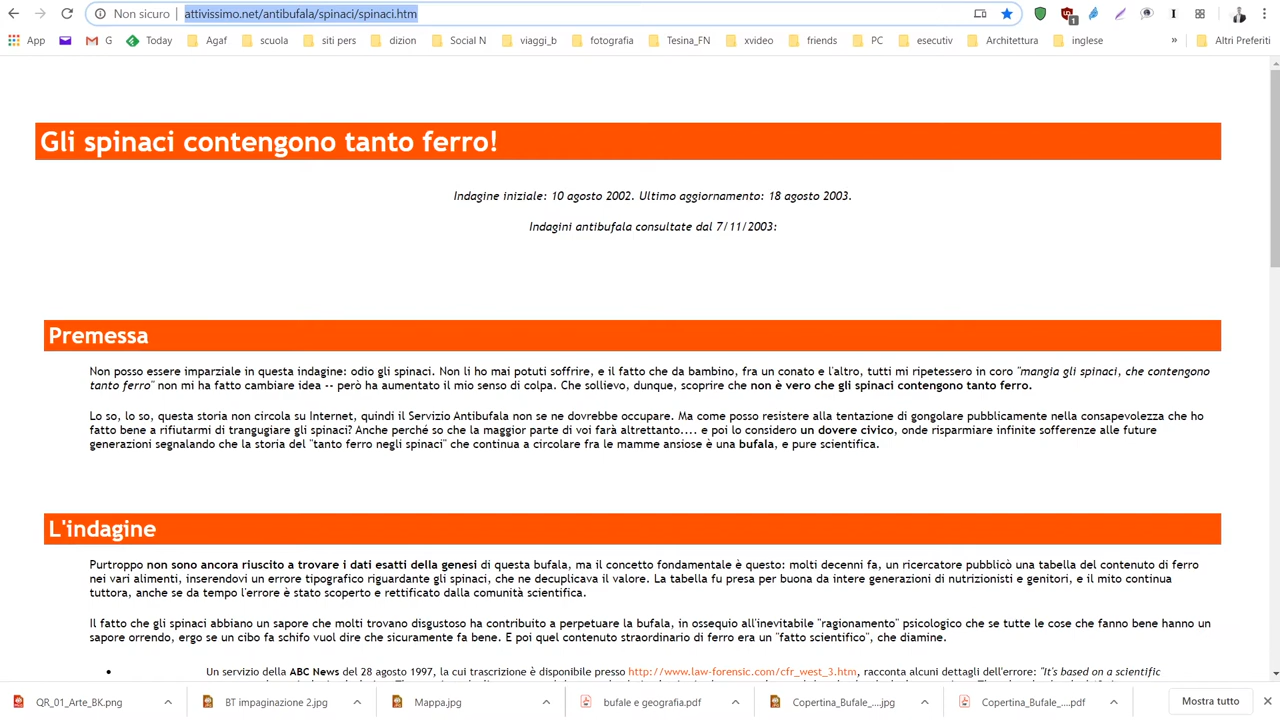 Non sicuro
attivissimo.net/antibufala/spinaci/spinaci.htm
1
App
G
Today
Agaf
scuola
siti pers
dizion
Social N
viaggi_b
fotografia
Tesina_FN
xvideo
friends
PC
esecutiv
Architettura
inglese
»
Altri Preferiti
Gli spinaci contengono tanto ferro!
Indagine iniziale: 10 agosto 2002. Ultimo aggiornamento: 18 agosto 2003.
Indagini antibufala consultate dal 7/11/2003:
Premessa
Non posso essere imparziale in questa indagine: odio gli spinaci. Non li ho mai potuti soffrire, e il fatto che da bambino, fra un conato e l'altro, tutti mi ripetessero in coro "mangia gli spinaci, che contengono
tanto ferro" non mi ha fatto cambiare idea -- però ha aumentato il mio senso di colpa. Che sollievo, dunque, scoprire che non è vero che gli spinaci contengono tanto ferro.
Lo so, lo so, questa storia non circola su Internet, quindi il Servizio Antibufala non se ne dovrebbe occupare. Ma come posso resistere alla tentazione di gongolare pubblicamente nella consapevolezza che ho
fatto bene a rifiutarmi di trangugiare gli spinaci? Anche perché so che la maggior parte di voi farà altrettanto.... e poi lo considero un dovere civico, onde risparmiare infinite sofferenze alle future
generazioni segnalando che la storia del "tanto ferro negli spinaci" che continua a circolare fra le mamme ansiose è una bufala, e pure scientifica.
L'indagine
Purtroppo non sono ancora riuscito a trovare i dati esatti della genesi di questa bufala, ma il concetto fondamentale è questo: molti decenni fa, un ricercatore pubblicò una tabella del contenuto di ferro
nei vari alimenti, inserendovi un errore tipografico riguardante gli spinaci, che ne decuplicava il valore. La tabella fu presa per buona da intere generazioni di nutrizionisti e genitori, e il mito continua
tuttora, anche se da tempo l'errore è stato scoperto e rettificato dalla comunità scientifica.
Il fatto che gli spinaci abbiano un sapore che molti trovano disgustoso ha contribuito a perpetuare la bufala, in ossequio all'inevitabile "ragionamento" psicologico che se tutte le cose che fanno bene hanno un
sapore orrendo, ergo se un cibo fa schifo vuol dire che sicuramente fa bene. E poi quel contenuto straordinario di ferro era un "fatto scientifico", che diamine.
• Un servizio della ABC News del 28 agosto 1997, la cui trascrizione è disponibile presso http://www.law-forensic.com/cfr_west_3.htm, racconta alcuni dettagli dell'errore: "It's based on a scientific
QR_01_Arte_BK.png
BT impaginazione 2.jpg
Mappa.jpg
bufale e geografia.pdf
Copertina_Bufale_....jpg
Copertina_Bufale_....pdf
Mostra tutto